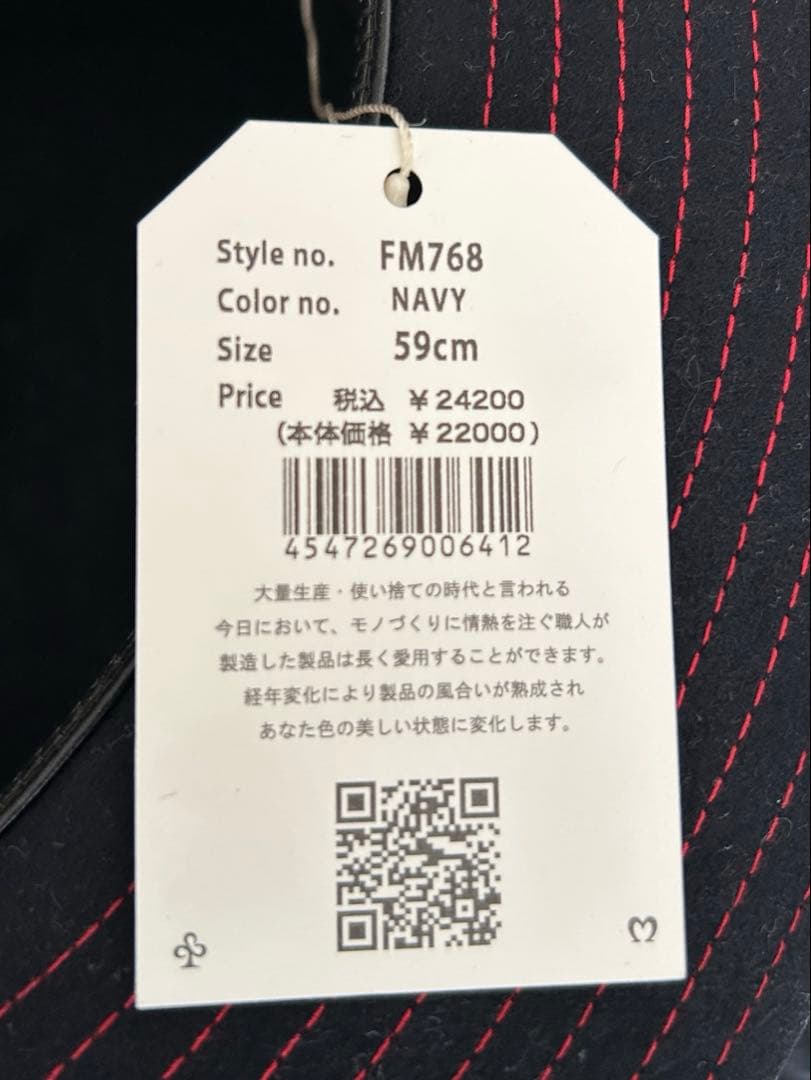 Style no. FM768
Color no. NAVY
Size 59cm
Price 税込 ¥24200
(本体価格 ¥22000)
4547269006412
大量生産・使い捨ての時代と言われる
今日において、モノづくりに情熱を注ぐ職人が
製造した製品は長く愛用することができます。
経年変化により製品の風合いが熟成され
あなた色の美しい状態に変化します。